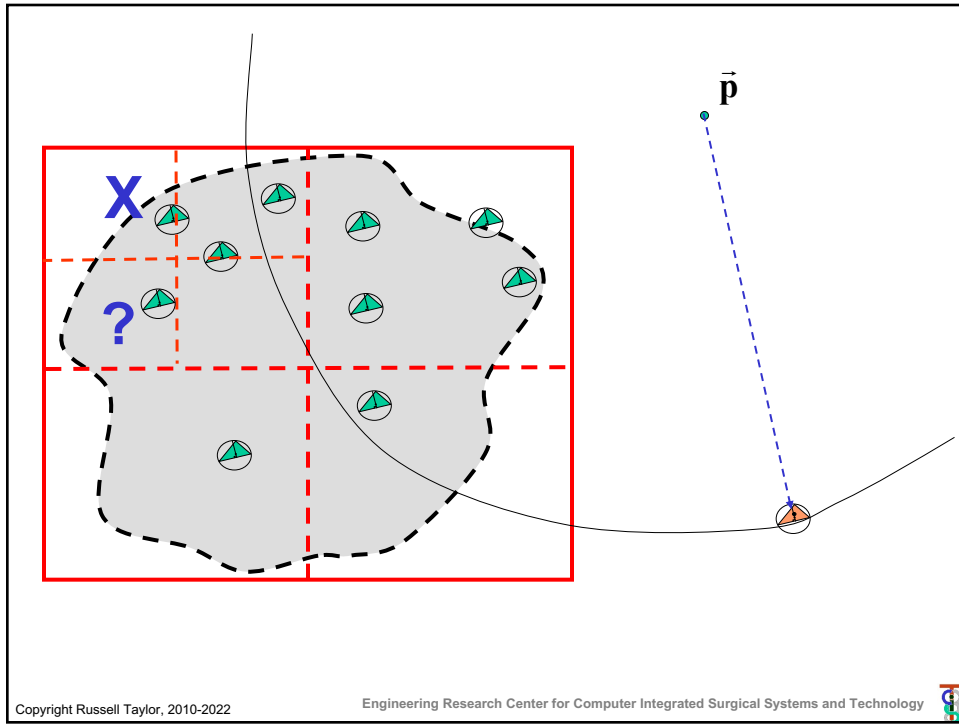 p
X
?
Copyright Russell Taylor, 2010-2022
Engineering Research Center for Computer Integrated Surgical Systems and Technology